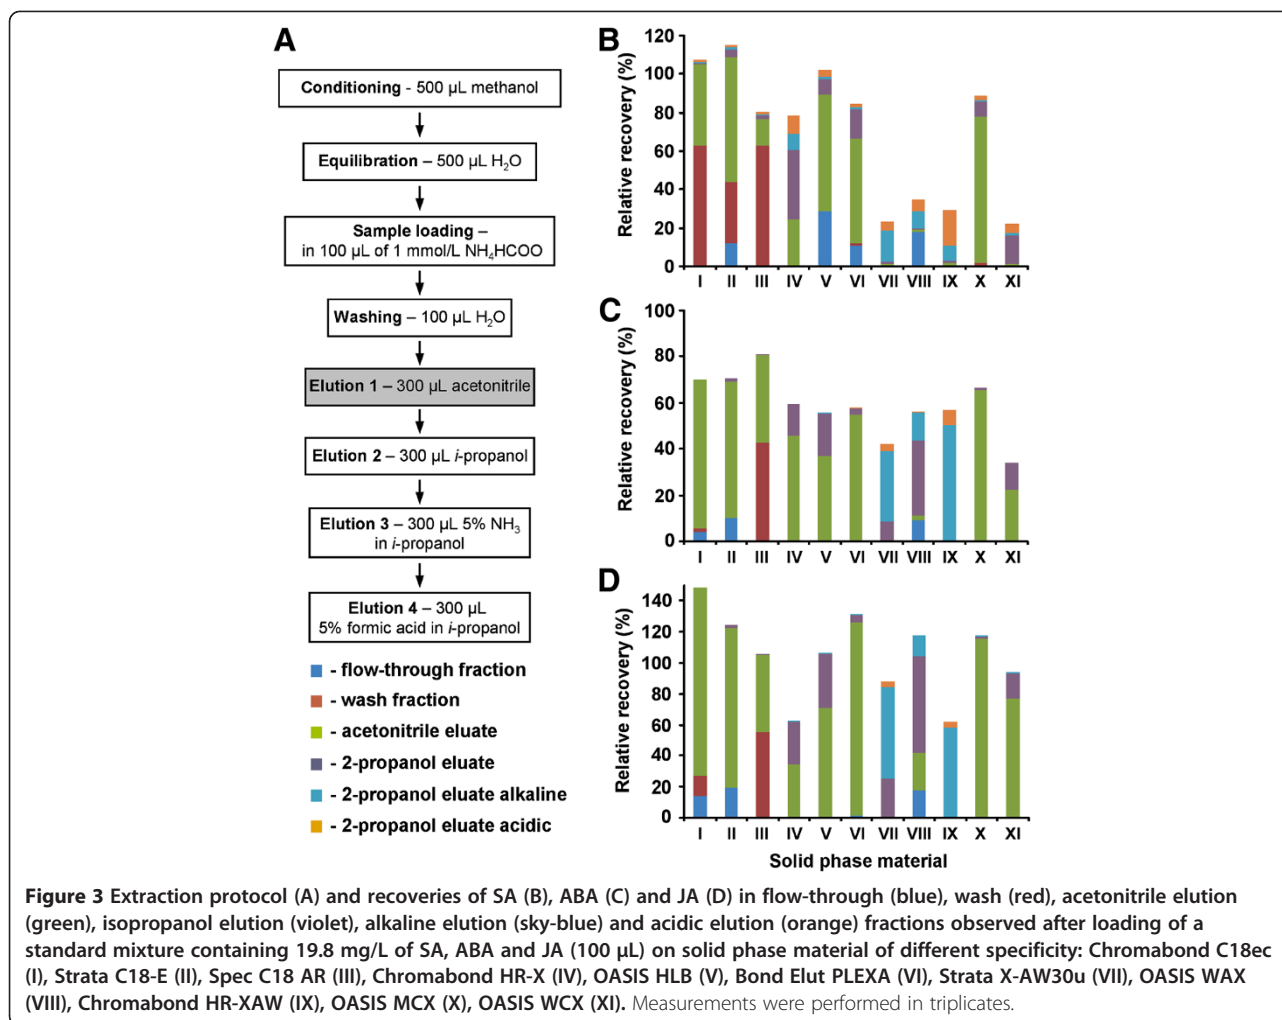 A
Conditioning - 500 µL methanol
Equilibration – 500 µL H₂O
Sample loading –
in 100 µL of 1 mmol/L NH₄HCOO
Washing – 100 µL H₂O
Elution 1 – 300 µL acetonitrile
Elution 2 – 300 µL i-propanol
Elution 3 – 300 µL 5% NH₃
in i-propanol
Elution 4 – 300 µL
5% formic acid in i-propanol
- flow-through fraction
- wash fraction
- acetonitrile eluate
- 2-propanol eluate
- 2-propanol eluate alkaline
- 2-propanol eluate acidic
B
Relative recovery (%)
120
100
80
60
40
20
0
I II III IV V VI VII VIII IX X XI
C
Relative recovery (%)
100
80
60
40
20
0
I II III IV V VI VII VIII IX X XI
D
Relative recovery (%)
140
120
100
80
60
40
20
0
I II III IV V VI VII VIII IX X XI
Solid phase material
Figure 3 Extraction protocol (A) and recoveries of SA (B), ABA (C) and JA (D) in flow-through (blue), wash (red), acetonitrile elution
(green), isopropanol elution (violet), alkaline elution (sky-blue) and acidic elution (orange) fractions observed after loading of a
standard mixture containing 19.8 mg/L of SA, ABA and JA (100 µL) on solid phase material of different specificity: Chromabond C18ec
(I), Strata C18-E (II), Spec C18 AR (III), Chromabond HR-X (IV), OASIS HLB (V), Bond Elut PLEXA (VI), Strata X-AW30u (VII), OASIS WAX
(VIII), Chromabond HR-XAW (IX), OASIS MCX (X), OASIS WCX (XI). Measurements were performed in triplicates.